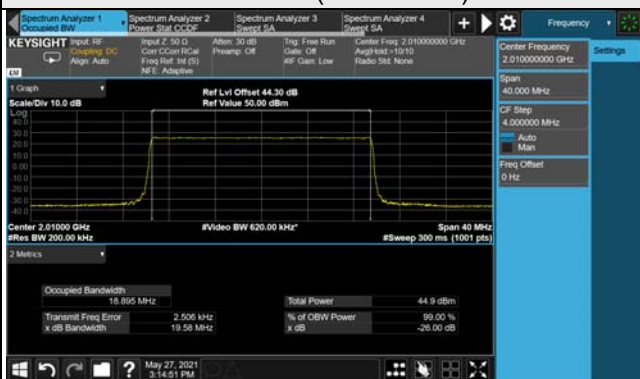 Spectrum Analyzer 1
Occupied BW
Spectrum Analyzer 2
Power Stat CCDF
Spectrum Analyzer 3
Swept SA
Spectrum Analyzer 4
Swept SA
Frequency
KEYSIGHT
Input: RF
Coupling: DC
Align: Auto
Input Z: 50 Ω
Corr CCorr RCal
Freq Ref: Int (S)
NFE: Adaptive
Atten: 30 dB
Preamp: Off
Trig: Free Run
Gate: Off
#IF Gain: Low
Center Freq: 2.010000000 GHz
Avg|Hold:>10/10
Radio Std: None
LXI
Center Frequency
2.010000000 GHz
Settings
Span
40.000 MHz
CF Step
4.000000 MHz
Auto
Man
Freq Offset
0 Hz
1 Graph
Scale/Div 10.0 dB
Ref Lvl Offset 44.30 dB
Ref Value 50.00 dBm
Log
40.0
30.0
20.0
10.0
0.00
-10.0
-20.0
-30.0
-40.0
Center 2.01000 GHz
#Res BW 200.00 kHz
#Video BW 620.00 kHz*
Span 40 MHz
#Sweep 300 ms (1001 pts)
2 Metrics
Occupied Bandwidth
18.895 MHz
Total Power 44.9 dBm
Transmit Freq Error 2.506 kHz
% of OBW Power 99.00 %
x dB Bandwidth 19.58 MHz
x dB -26.00 dB
May 27, 2021
3:14:51 PM